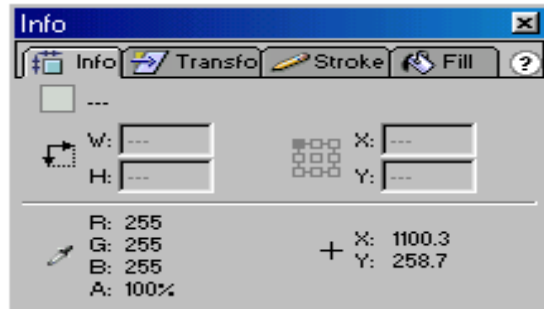 Info
Info Transfo Stroke Fill ?
---
W: --- X: ---
H: --- Y: ---
R: 255
G: 255 X: 1100.3
B: 255 Y: 258.7
A: 100%